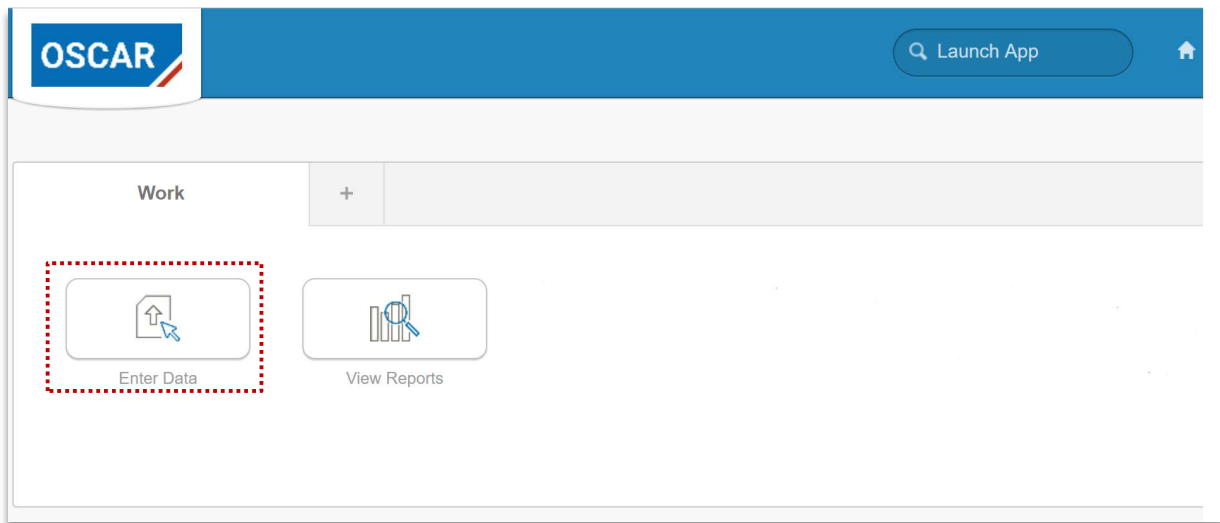 OSCAR
Launch App
Work
+
Enter Data
View Reports